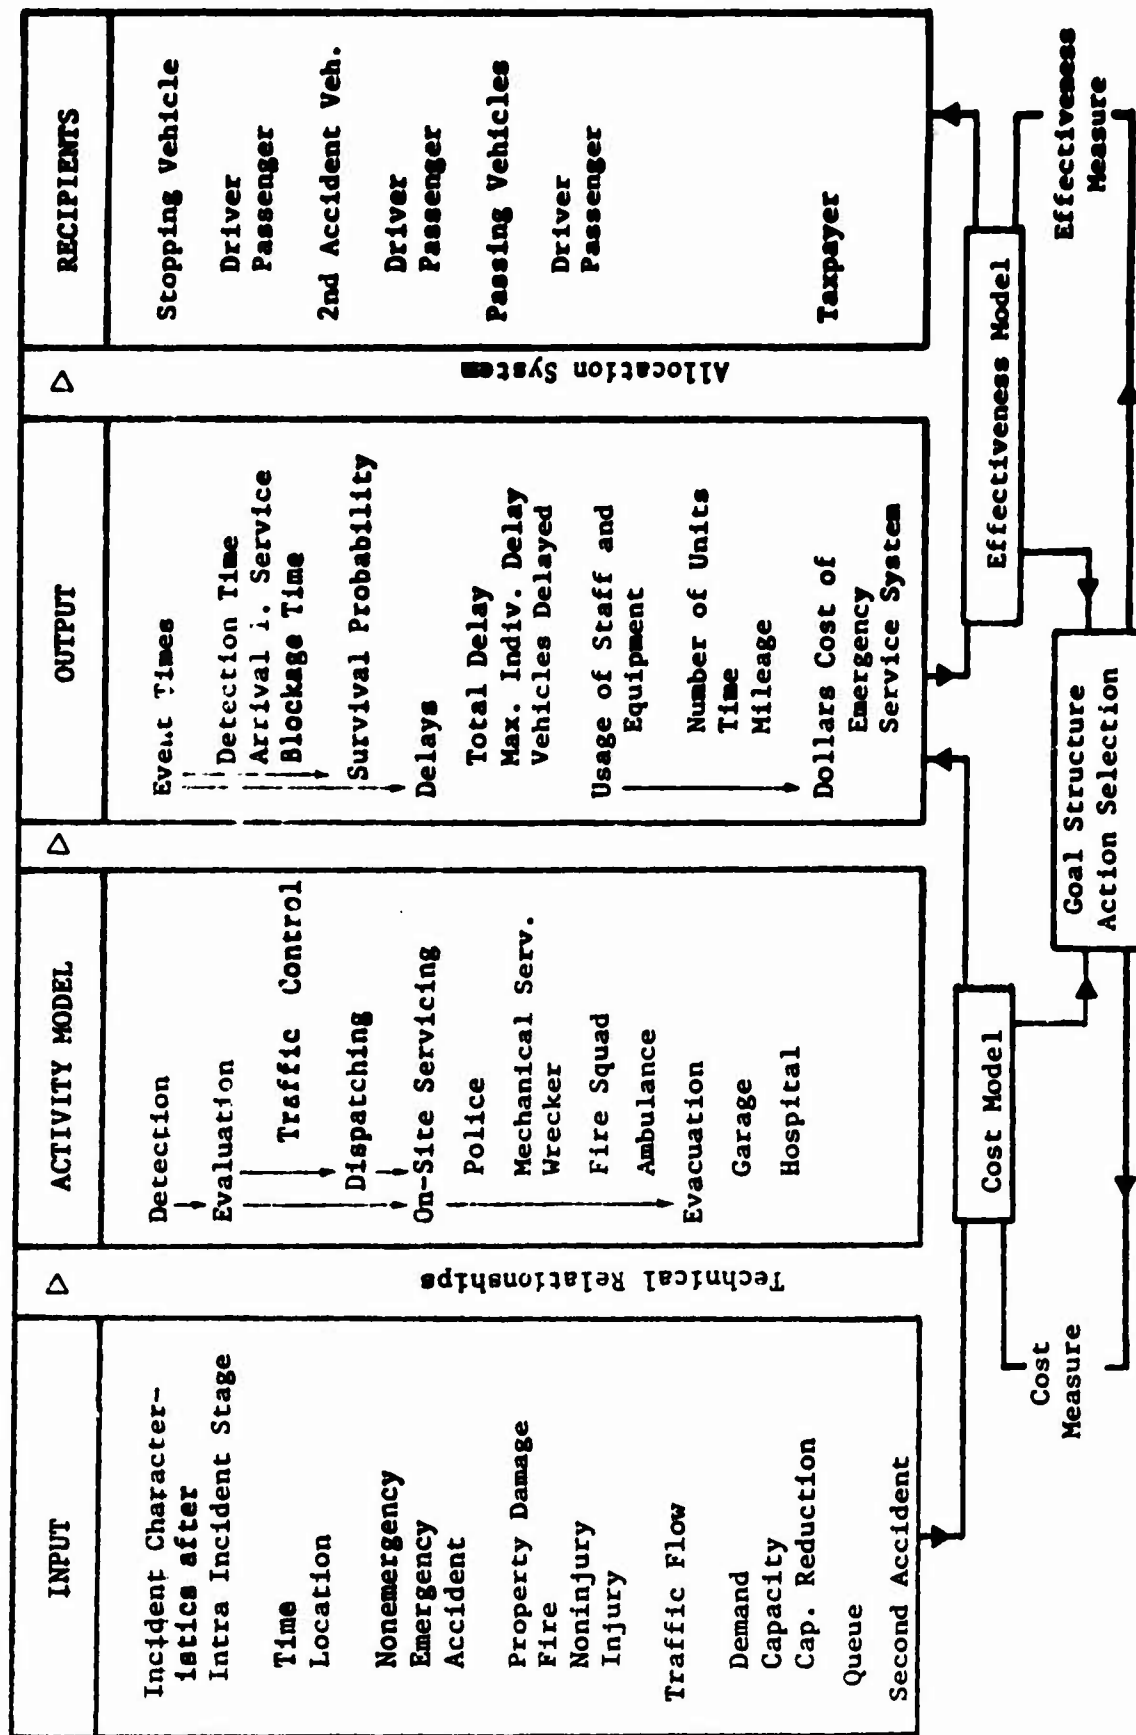 INPUT
Incident Character-
istics after
Intra Incident Stage
Time
Location
Nonemergency
Emergency
Accident
Property Damage
Fire
Noninjury
Injury
Traffic Flow
Demand
Capacity
Cap. Reduction
Queue
Second Accident
Technical Relationships
ACTIVITY MODEL
Detection
Evaluation
Traffic Control
Dispatching
On-Site Servicing
Police
Mechanical Serv.
Wrecker
Fire Squad
Ambulance
Evacuation
Garage
Hospital
OUTPUT
Event Times
Detection Time
Arrival Service
Blockage Time
Survival Probability
Delays
Total Delay
Max. Indiv. Delay
Vehicles Delayed
Usage of Staff and
Equipment
Number of Units
Time
Mileage
Dollars Cost of
Emergency
Service System
Allocation System
RECIPIENTS
Stopping Vehicle
Driver
Passenger
2nd Accident Veh.
Driver
Passenger
Passing Vehicles
Driver
Passenger
Taxpayer
Cost Model
Effectiveness Model
Cost
Measure
Goal Structure
Action Selection
Effectiveness
Measure